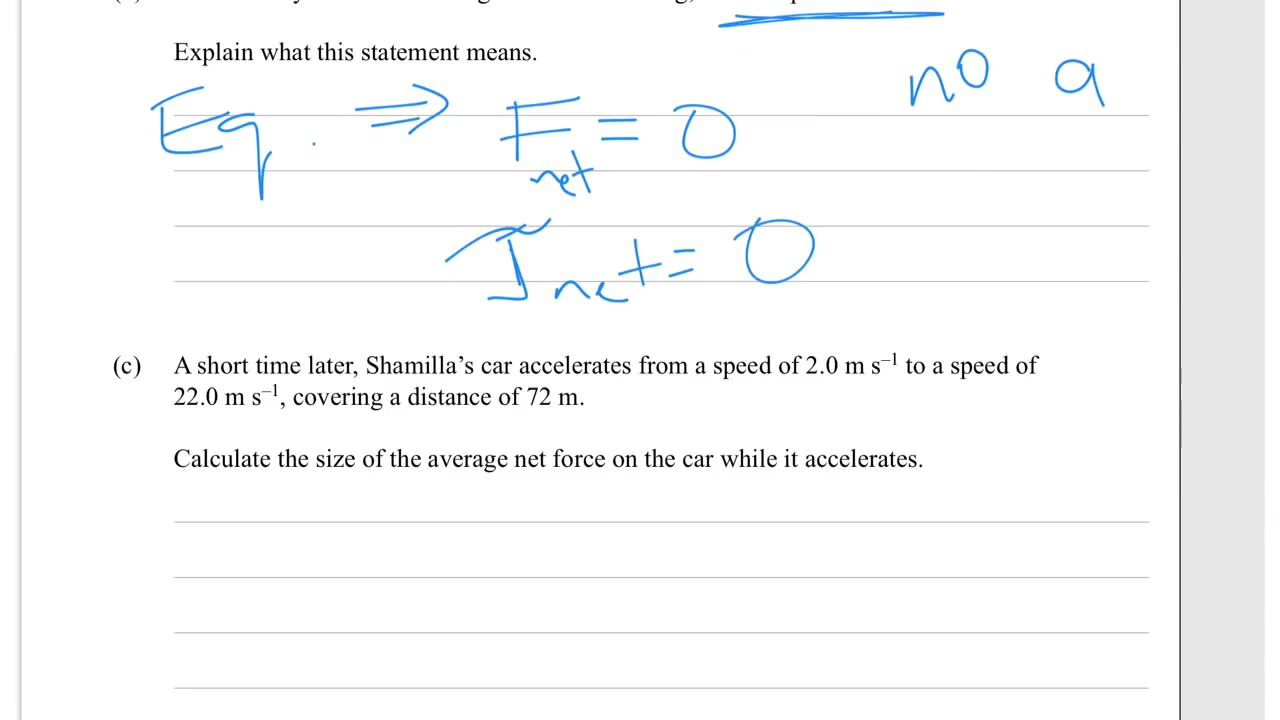 Explain what this statement means.
no a
Eq. ⇒ F net = 0
τ net = 0
(c) A short time later, Shamilla's car accelerates from a speed of 2.0 m s⁻¹ to a speed of
22.0 m s⁻¹, covering a distance of 72 m.
Calculate the size of the average net force on the car while it accelerates.